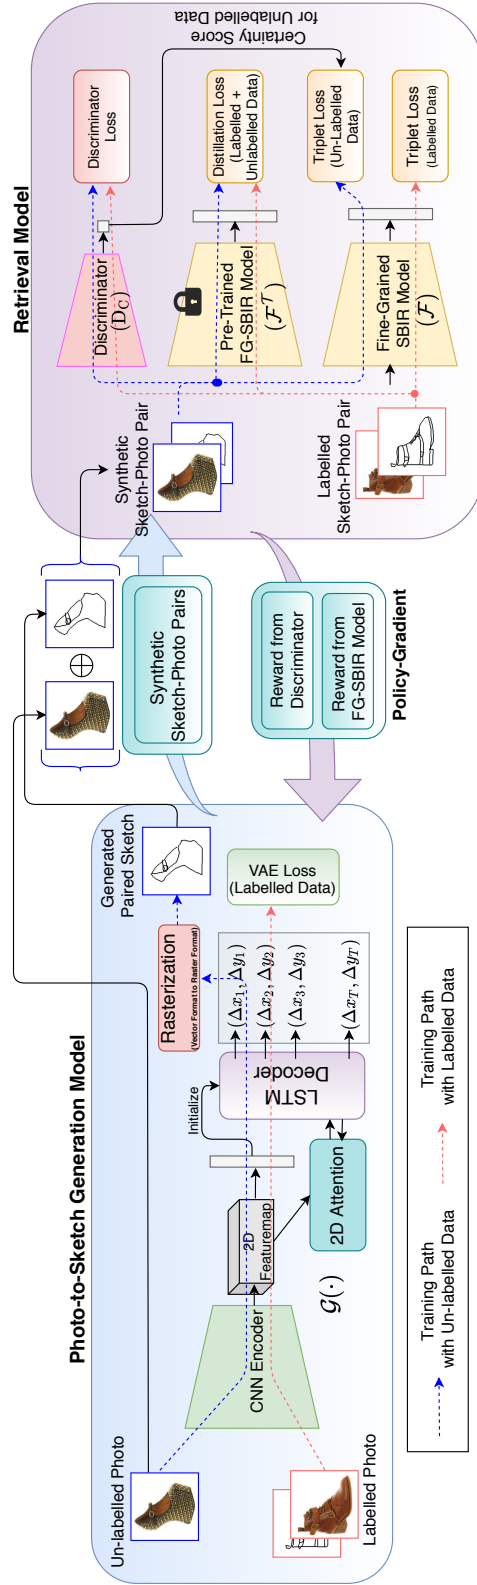 Photo-to-Sketch Generation Model
Un-labelled Photo
Labelled Photo
CNN Encoder
2D
Featuremap
𝒢(·)
Initialize
2D Attention
LSTM
Decoder
(Δx₁, Δy₁)
(Δx₂, Δy₂)
(Δx₃, Δy₃)
(Δx_T, Δy_T)
Rasterization
(Vector Format to Raster Format)
Generated
Paired Sketch
VAE Loss
(Labelled Data)
Training Path
with Un-labelled Data
Training Path
with Labelled Data
Synthetic
Sketch-Photo Pairs
Reward from
Discriminator
Reward from
FG-SBIR Model
Policy-Gradient
Retrieval Model
Synthetic
Sketch-Photo Pair
Labelled
Sketch-Photo Pair
Discriminator
(D_C)
Pre-Trained
FG-SBIR Model
(ℱ^𝒯)
Fine-Grained
SBIR Model
(ℱ)
Discriminator
Loss
Distillation Loss
(Labelled +
Unlabelled Data)
Triplet Loss
(Un-Labelled
Data)
Triplet Loss
(Labelled Data)
Certainty Score
for Unlabelled Data